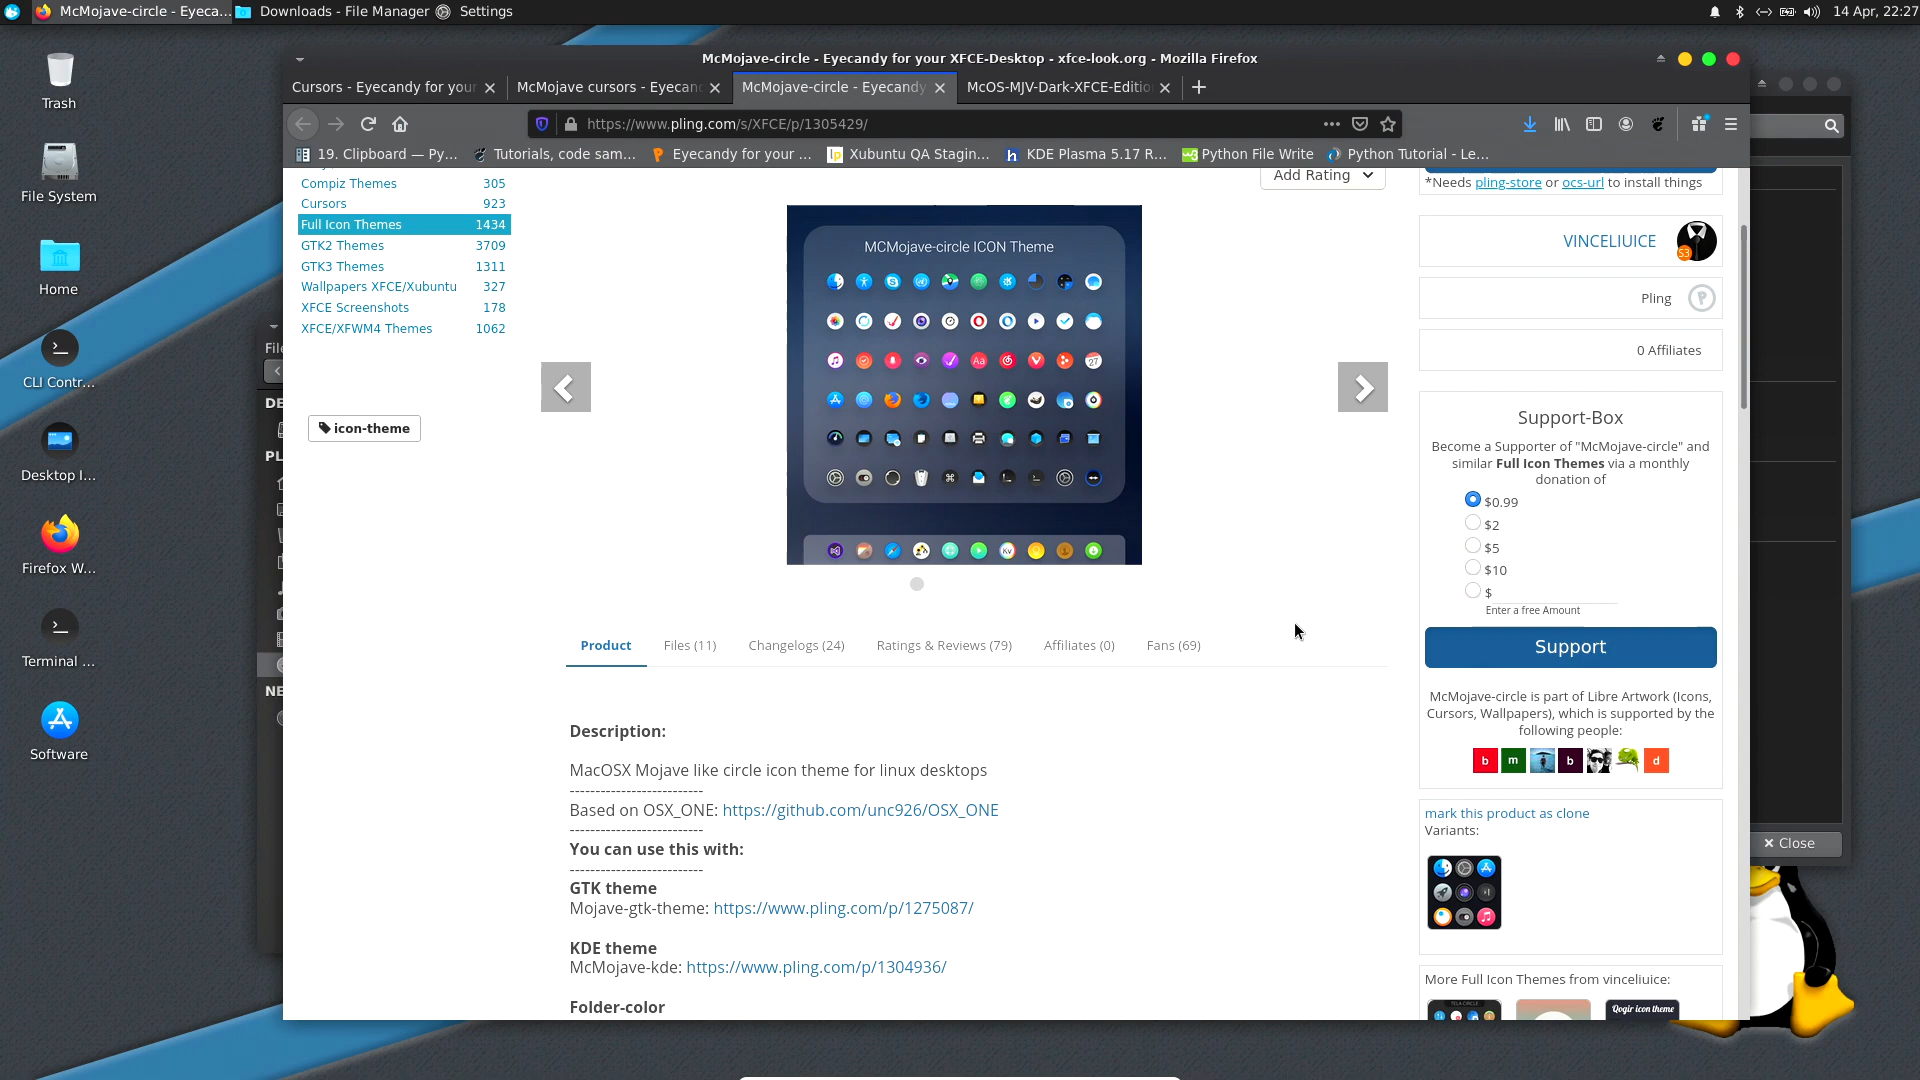 McMojave-circle - Eyeca...
Downloads - File Manager
Settings
14 Apr, 22:27
Trash
File System
Home
CLI Contr...
Desktop I...
Firefox W...
Terminal ...
Software
McMojave-circle - Eyecandy for your XFCE-Desktop - xfce-look.org - Mozilla Firefox
Cursors - Eyecandy for your
McMojave cursors - Eyecan
McMojave-circle - Eyecandy
McOS-MJV-Dark-XFCE-Editio
https://www.pling.com/s/XFCE/p/1305429/
19. Clipboard — Py...
Tutorials, code sam...
Eyecandy for your ...
Xubuntu QA Stagin...
KDE Plasma 5.17 R...
Python File Write
Python Tutorial - Le...
Compiz Themes 305
Cursors 923
Full Icon Themes 1434
GTK2 Themes 3709
GTK3 Themes 1311
Wallpapers XFCE/Xubuntu 327
XFCE Screenshots 178
XFCE/XFWM4 Themes 1062
icon-theme
Add Rating
MCMojave-circle ICON Theme
Product
Files (11)
Changelogs (24)
Ratings & Reviews (79)
Affiliates (0)
Fans (69)
Description:
MacOSX Mojave like circle icon theme for linux desktops
--------------------------
Based on OSX_ONE: https://github.com/unc926/OSX_ONE
--------------------------
You can use this with:
--------------------------
GTK theme
Mojave-gtk-theme: https://www.pling.com/p/1275087/
KDE theme
McMojave-kde: https://www.pling.com/p/1304936/
Folder-color
*Needs pling-store or ocs-url to install things
VINCELIUICE
S3
Pling
0 Affiliates
Support-Box
Become a Supporter of "McMojave-circle" and
similar Full Icon Themes via a monthly
donation of
$0.99
$2
$5
$10
$
Enter a free Amount
Support
McMojave-circle is part of Libre Artwork (Icons,
Cursors, Wallpapers), which is supported by the
following people:
b
m
b
d
mark this product as clone
Variants:
More Full Icon Themes from vinceliuice:
Qogir icon theme
Close
File
DE
PL
NE